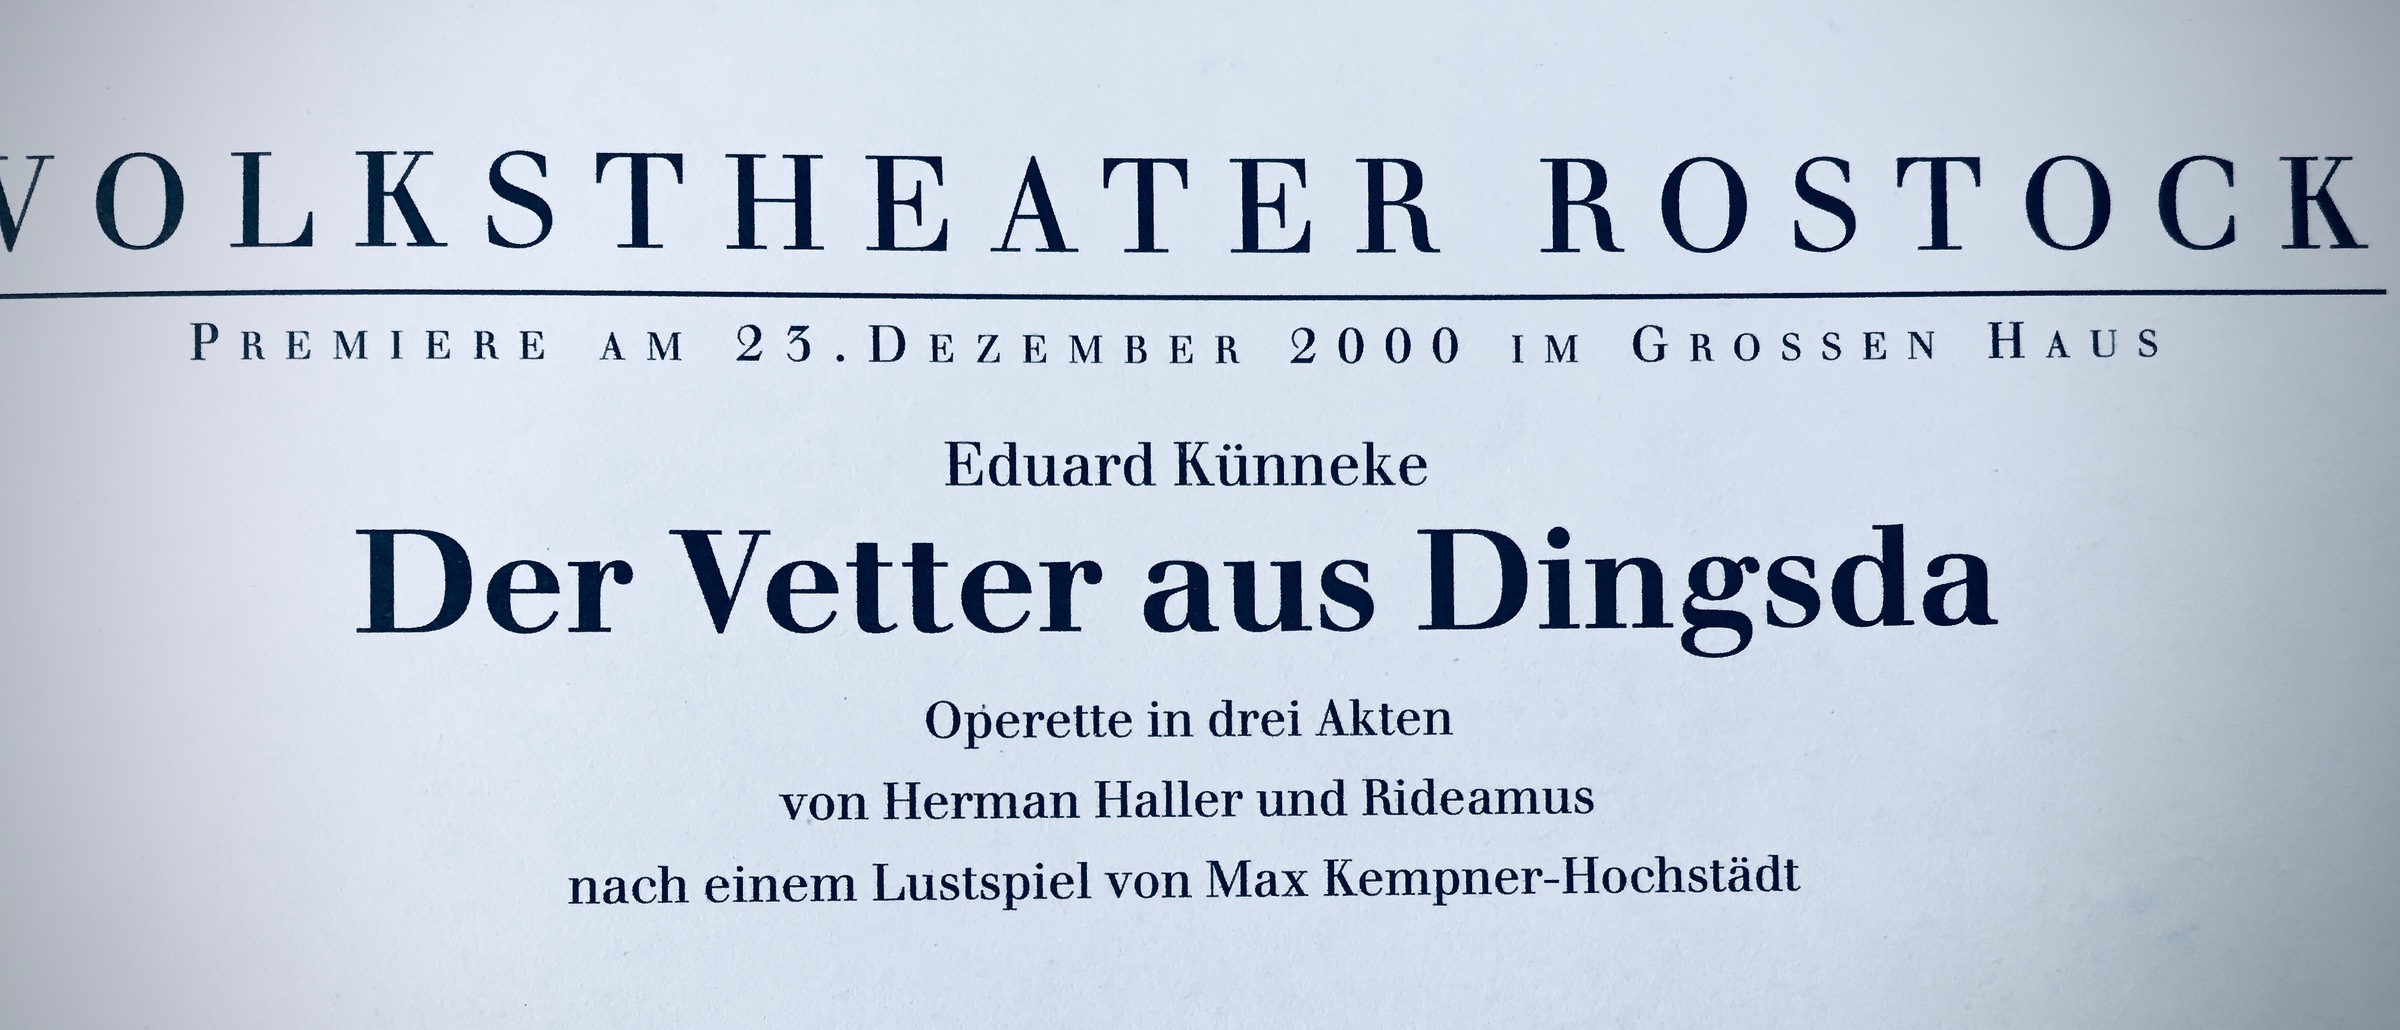 VOLKSTHEATER ROSTOCK
PREMIERE AM 23. DEZEMBER 2000 IM GROSSEN HAUS
Eduard Künneke
Der Vetter aus Dingsda
Operette in drei Akten
von Herman Haller und Rideamus
nach einem Lustspiel von Max Kempner-Hochstädt